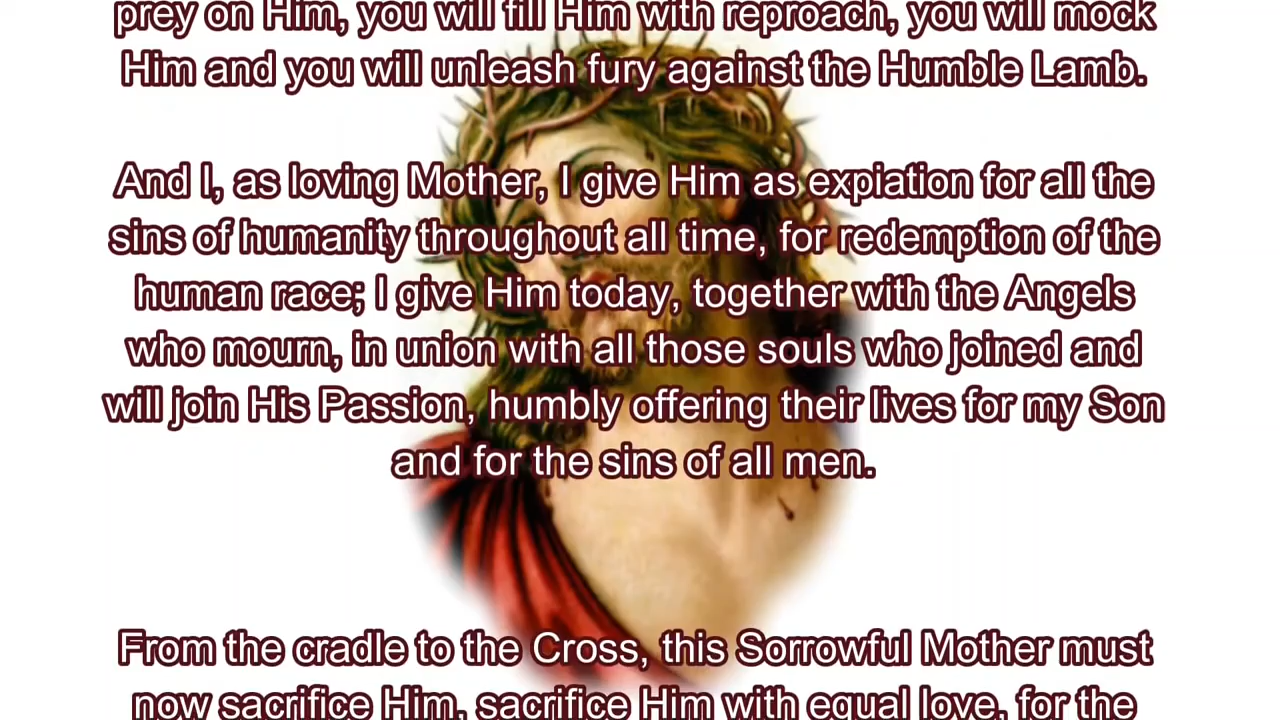 prey on Him, you will fill Him with reproach, you will mock
Him and you will unleash fury against the Humble Lamb.
And I, as loving Mother, I give Him as expiation for all the
sins of humanity throughout all time, for redemption of the
human race; I give Him today, together with the Angels
who mourn, in union with all those souls who joined and
will join His Passion, humbly offering their lives for my Son
and for the sins of all men.
From the cradle to the Cross, this Sorrowful Mother must
now sacrifice Him, sacrifice Him with equal love, for the